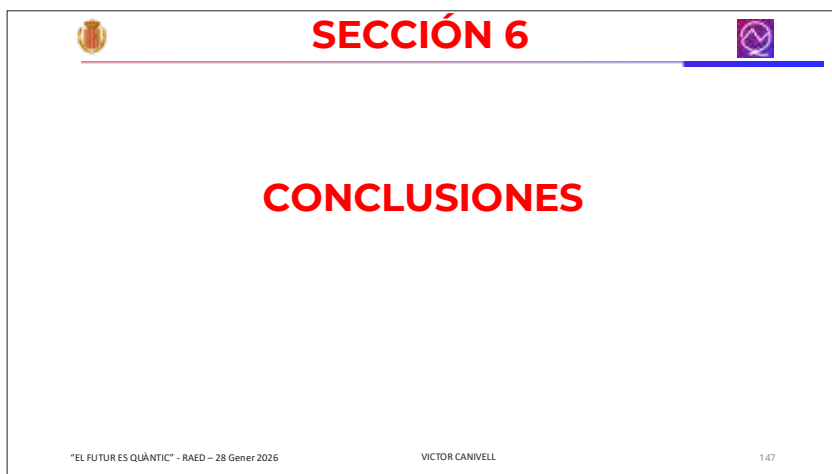 SECCIÓN 6
CONCLUSIONES
"EL FUTUR ES QUÀNTIC" - RAED – 28 Gener 2026
VICTOR CANIVELL
147